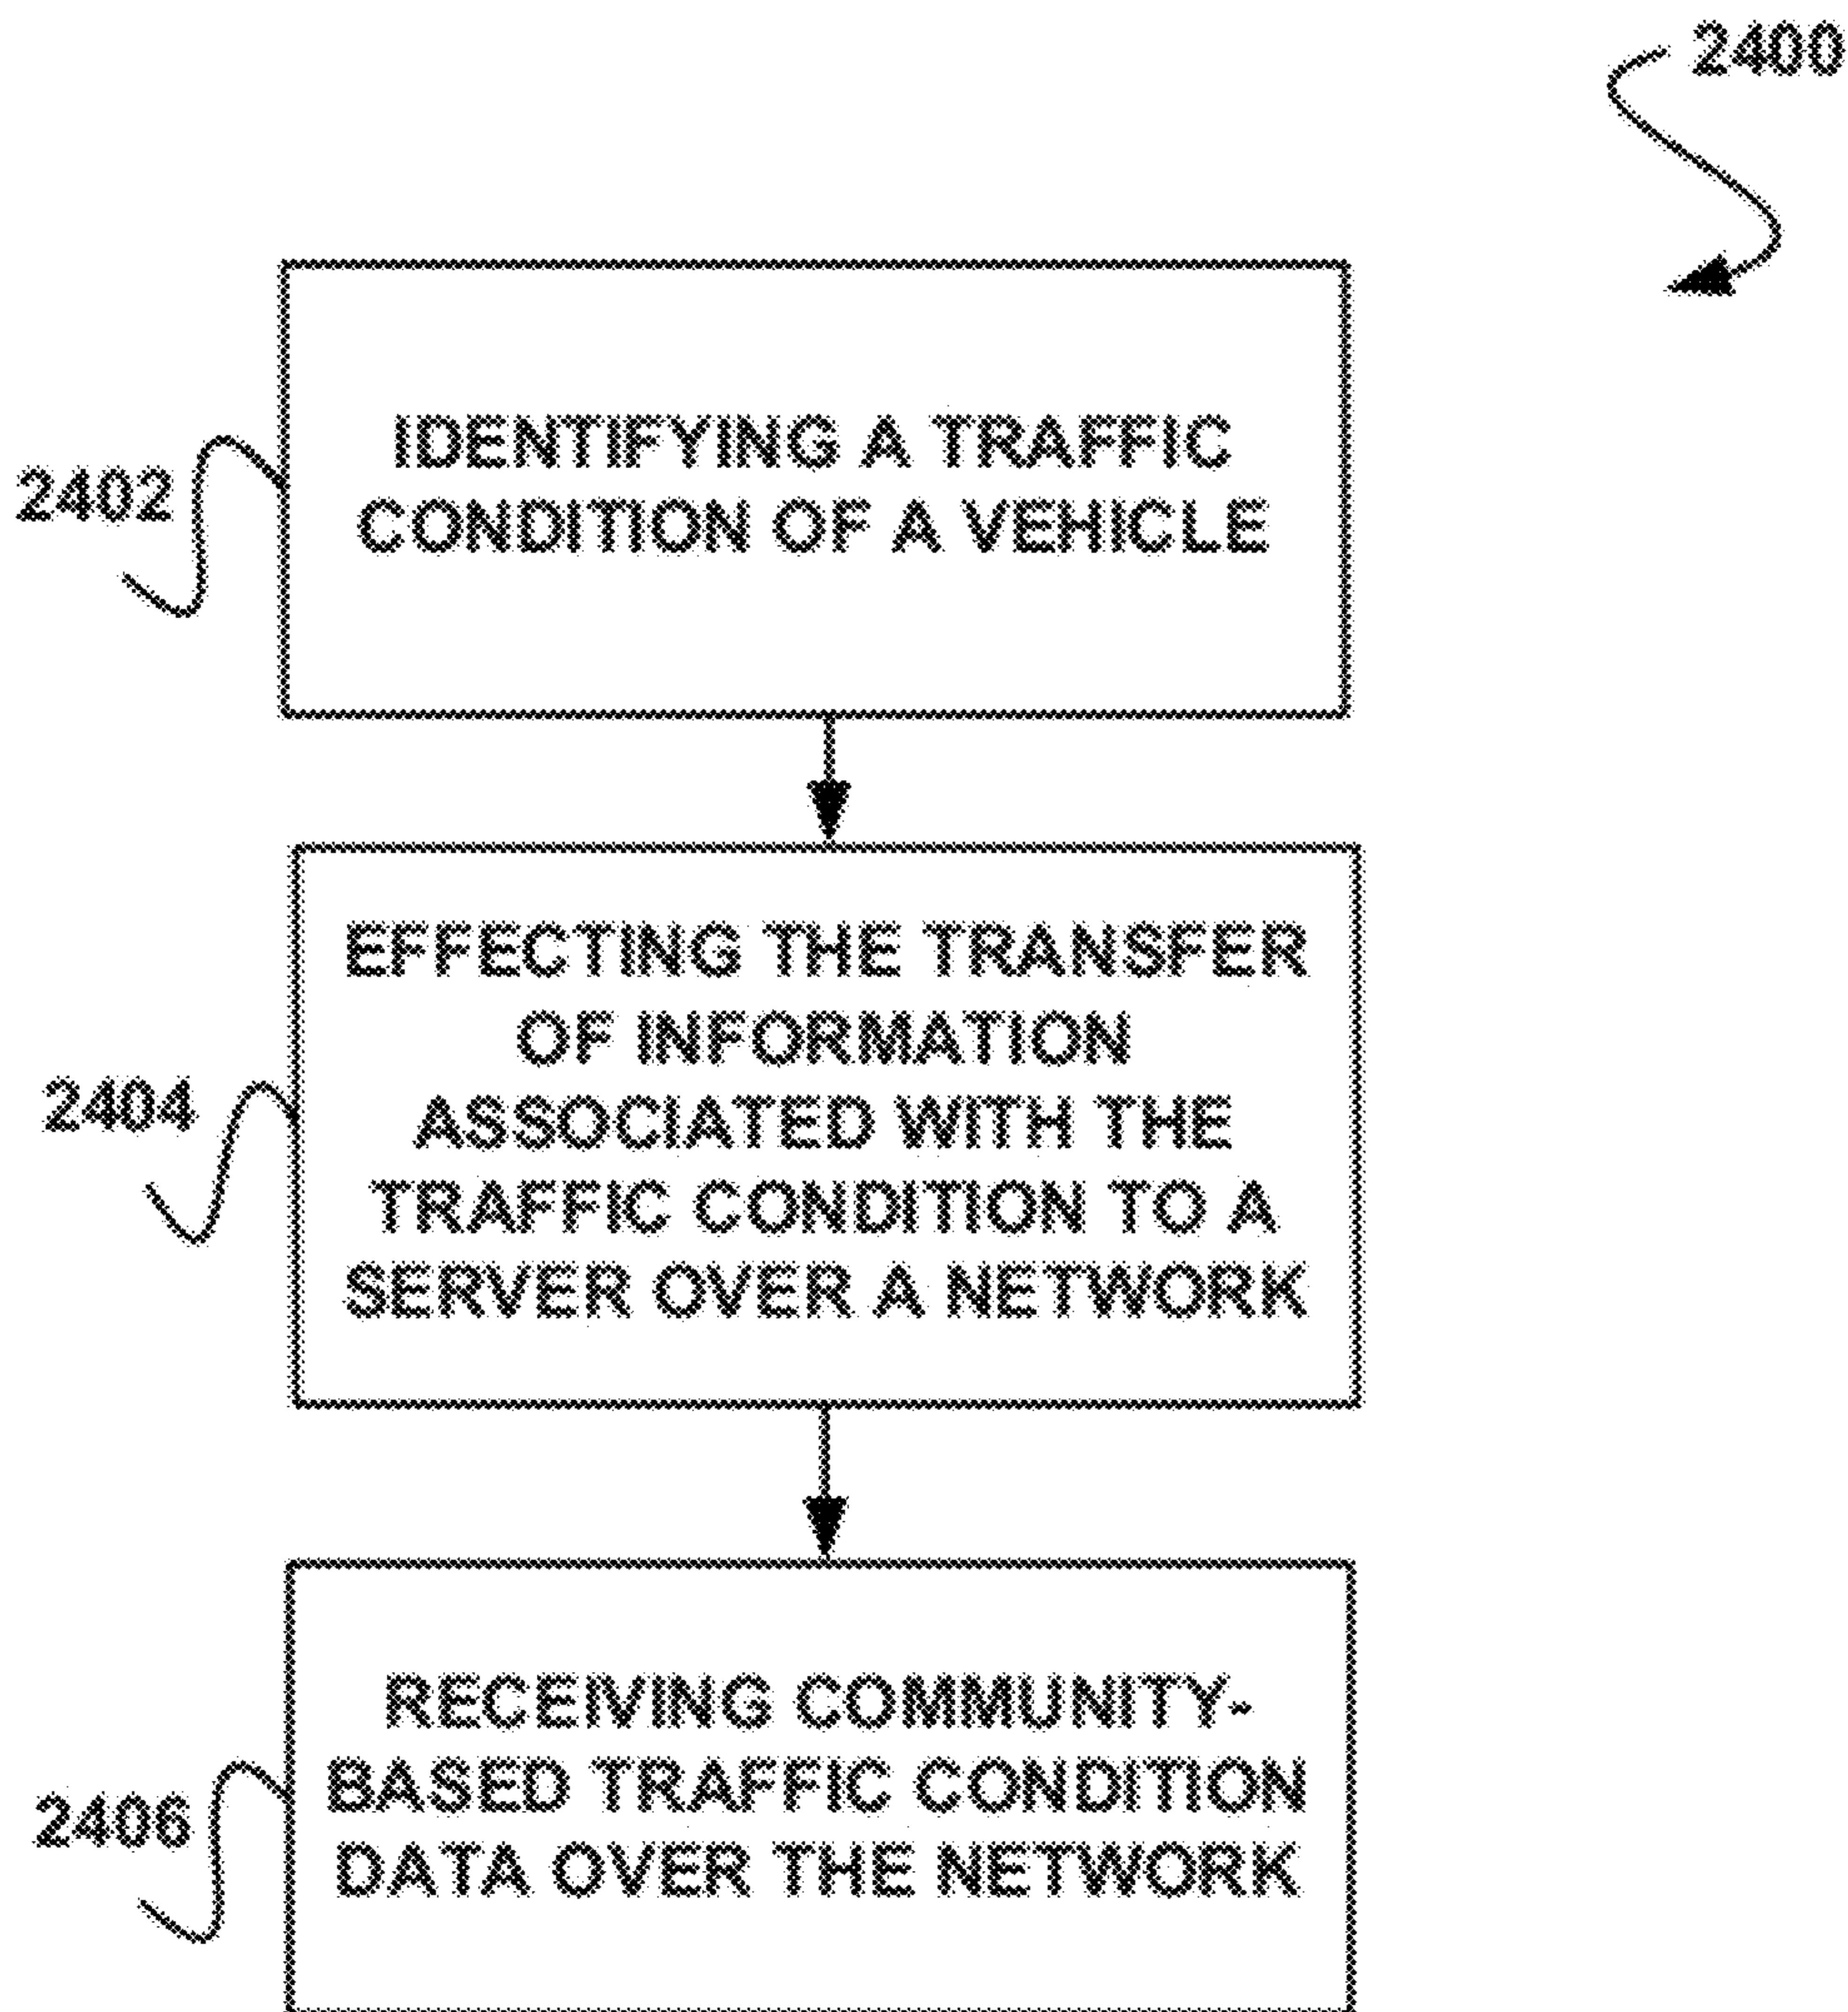 2400
2402
IDENTIFYING A TRAFFIC
CONDITION OF A VEHICLE
2404
EFFECTING THE TRANSFER
OF INFORMATION
ASSOCIATED WITH THE
TRAFFIC CONDITION TO A
SERVER OVER A NETWORK
2406
RECEIVING COMMUNITY-
BASED TRAFFIC CONDITION
DATA OVER THE NETWORK